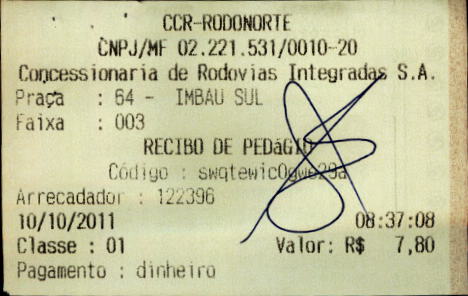 CCR-RODONORTE
CNPJ/MF 02.221.531/0010-20
Concessionaria de Rodovias Integradas S.A.
Praça : 64 - IMBAU SUL
Faixa : 003
RECIBO DE PEDáGIO
Código :
Arrecadador : 122396
10/10/2011 08:37:08
Classe : 01 Valor: R$ 7,80
Pagamento : dinheiro